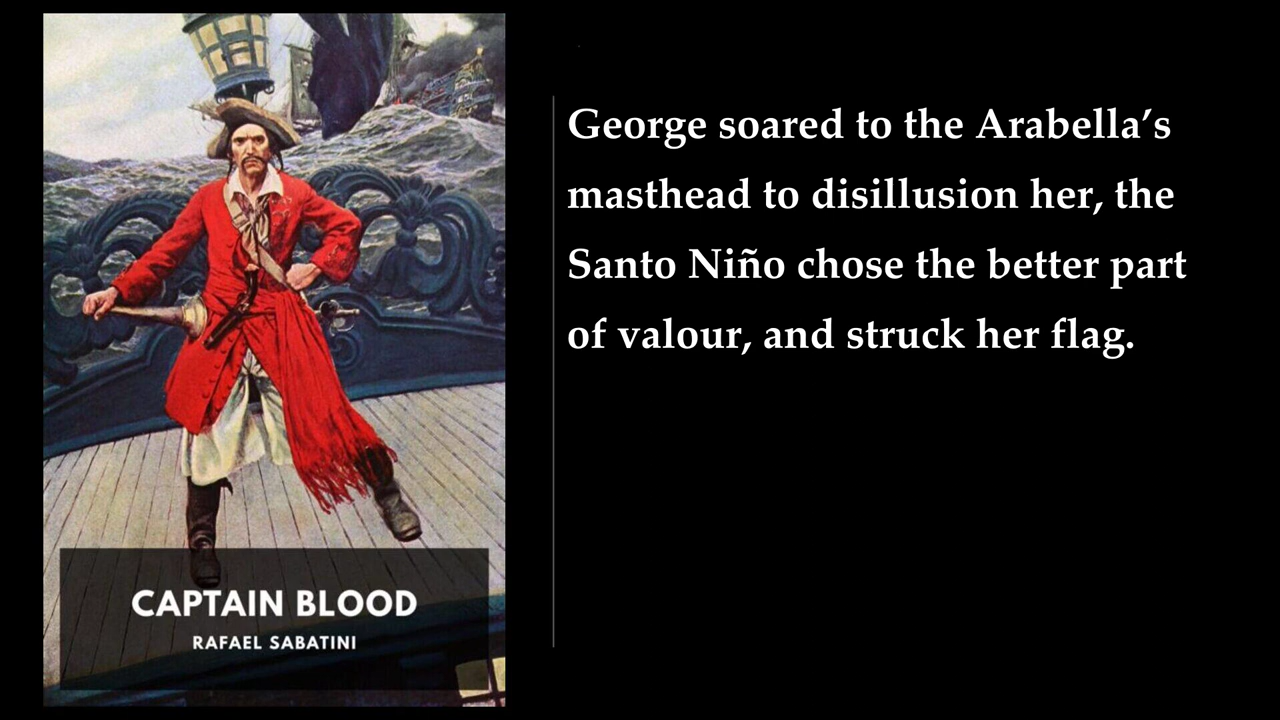 George soared to the Arabella’s
masthead to disillusion her, the
Santo Niño chose the better part
of valour, and struck her flag.
CAPTAIN BLOOD
RAFAEL SABATINI